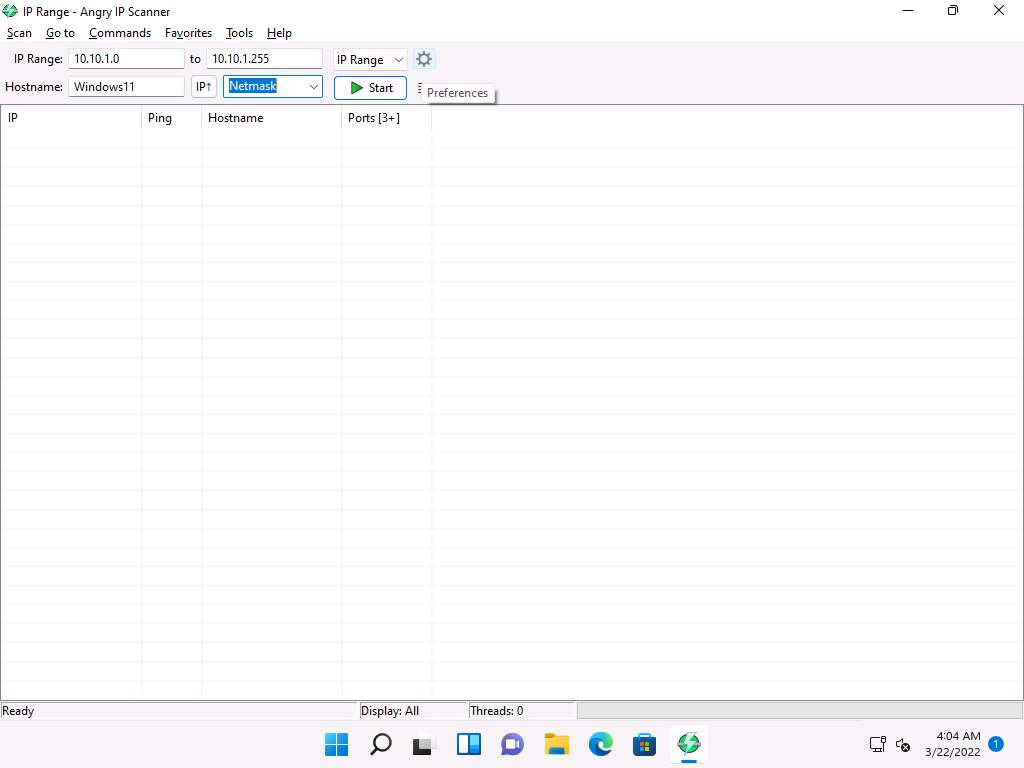 IP Range - Angry IP Scanner
Scan Go to Commands Favorites Tools Help
IP Range: 10.10.1.0 to 10.10.1.255 IP Range
Hostname: Windows11 IP↑ Netmask Start
Preferences
IP Ping Hostname Ports [3+]
Ready Display: All Threads: 0
4:04 AM
3/22/2022 1